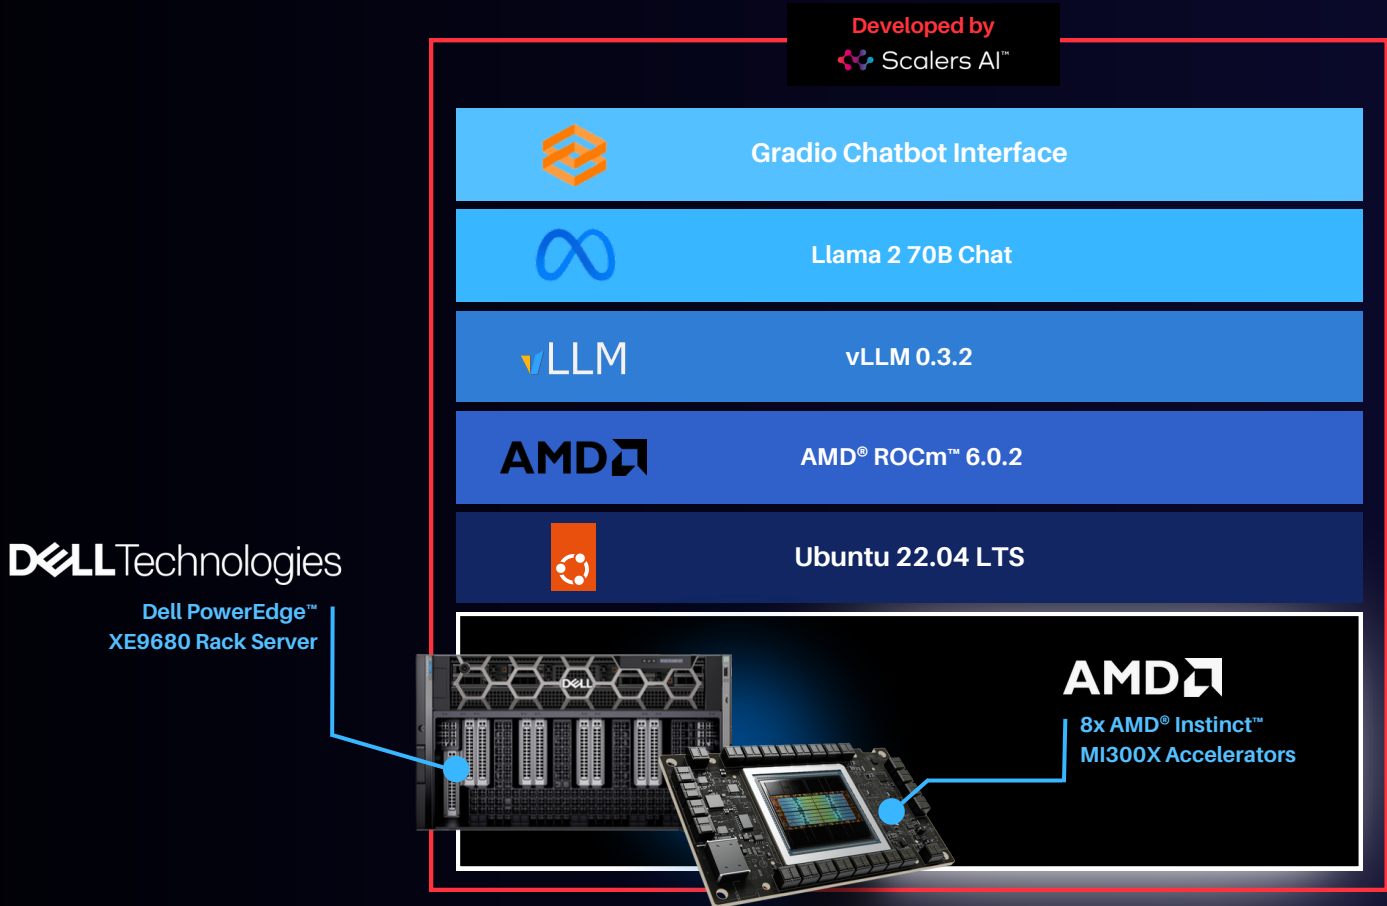 Developed by
Scalers AI™
Gradio Chatbot Interface
Llama 2 70B Chat
vLLM
vLLM 0.3.2
AMD
AMD® ROCm™ 6.0.2
Ubuntu 22.04 LTS
DELL Technologies
Dell PowerEdge™
XE9680 Rack Server
DELL
AMD
8x AMD® Instinct™
MI300X Accelerators